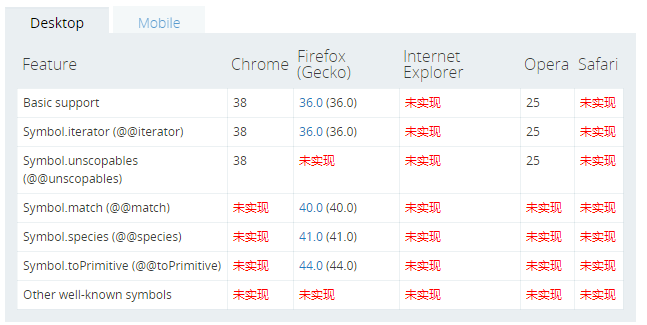 Desktop Mobile
Feature Chrome Firefox (Gecko) Internet Explorer Opera Safari
Basic support 38 36.0 (36.0) 未实现 25 未实现
Symbol.iterator (@@iterator) 38 36.0 (36.0) 未实现 25 未实现
Symbol.unscopables (@@unscopables) 38 未实现 未实现 25 未实现
Symbol.match (@@match) 未实现 40.0 (40.0) 未实现 未实现 未实现
Symbol.species (@@species) 未实现 41.0 (41.0) 未实现 未实现 未实现
Symbol.toPrimitive (@@toPrimitive) 未实现 44.0 (44.0) 未实现 未实现 未实现
Other well-known symbols 未实现 未实现 未实现 未实现 未实现